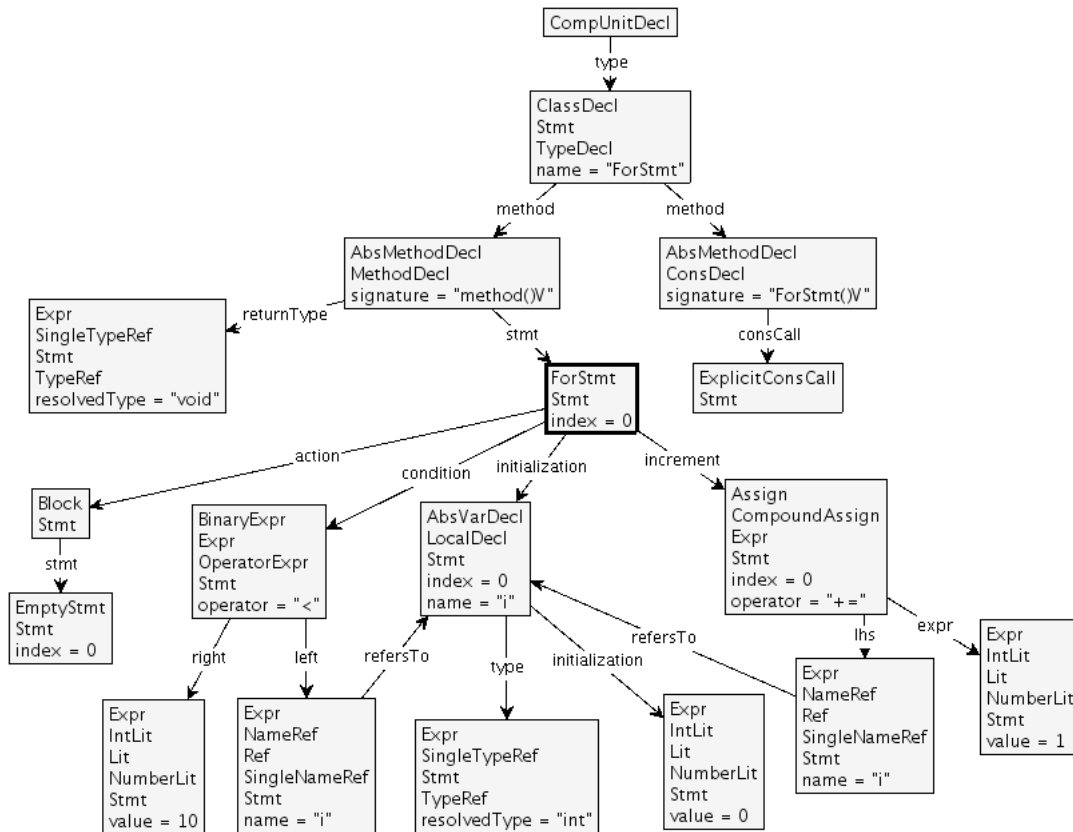 CompUnitDecl
type
ClassDecl
Stmt
TypeDecl
name = "ForStmt"
method
method
AbsMethodDecl
MethodDecl
signature = "method()V"
AbsMethodDecl
ConsDecl
signature = "ForStmt()V"
returnType
Expr
SingleTypeRef
Stmt
TypeRef
resolvedType = "void"
stmt
consCall
ForStmt
Stmt
index = 0
ExplicitConsCall
Stmt
action
condition
initialization
increment
Block
Stmt
BinaryExpr
Expr
OperatorExpr
Stmt
operator = "<"
AbsVarDecl
LocalDecl
Stmt
index = 0
name = "i"
Assign
CompoundAssign
Expr
Stmt
index = 0
operator = "+="
stmt
EmptyStmt
Stmt
index = 0
right
left
refersTo
type
initialization
refersTo
lhs
expr
Expr
IntLit
Lit
NumberLit
Stmt
value = 10
Expr
NameRef
Ref
SingleNameRef
Stmt
name = "i"
Expr
SingleTypeRef
Stmt
TypeRef
resolvedType = "int"
Expr
IntLit
Lit
NumberLit
Stmt
value = 0
Expr
NameRef
Ref
SingleNameRef
Stmt
name = "i"
Expr
IntLit
Lit
NumberLit
Stmt
value = 1